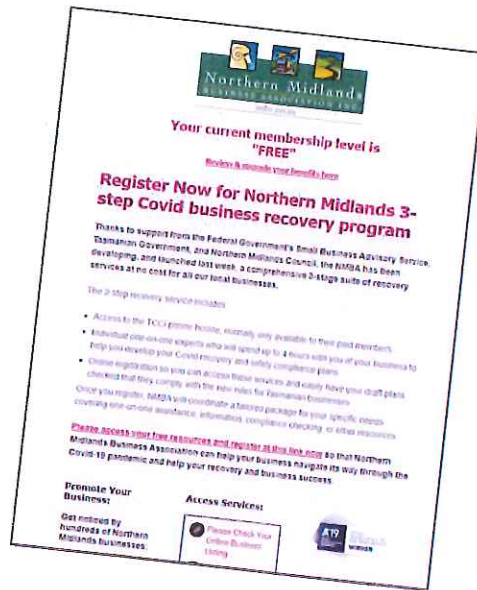 Northern Midlands
BUSINESS ASSOCIATION INC
Your current membership level is
"FREE"
Review & upgrade your benefits here
Register Now for Northern Midlands 3-
step Covid business recovery program
Thanks to support from the Federal Government's Small Business Advisory Service,
Tasmanian Government, and Northern Midlands Council, the NMBA has been
developing, and launched last week, a comprehensive 3-stage suite of recovery
services at no cost for all our local businesses.
The 3-step recovery service includes
• Access to the TCCI phone house, normally only available to their paid members.
• Individual one-on-one experts who will spend up to 4 hours with you of your business to
help you develop your Covid recovery and safety compliance plans
• Online registration so you can access these services and easily have your draft plans
checked that they comply with the new rules for Tasmanian businesses
Once you register, NMBA will coordinate a tailored package for your specific needs
covering one-on-one assistance, information, compliance checking, or other resources
Please access your free resources and register at this link now so that Northern
Midlands Business Association can help your business navigate its way through the
Covid-19 pandemic and help your recovery and business success.
Promote Your
Business:
Get noticed by
hundreds of Northern
Midlands businesses:
Access Services:
Please Check Your
Online Business
Listing
A19
WINNER